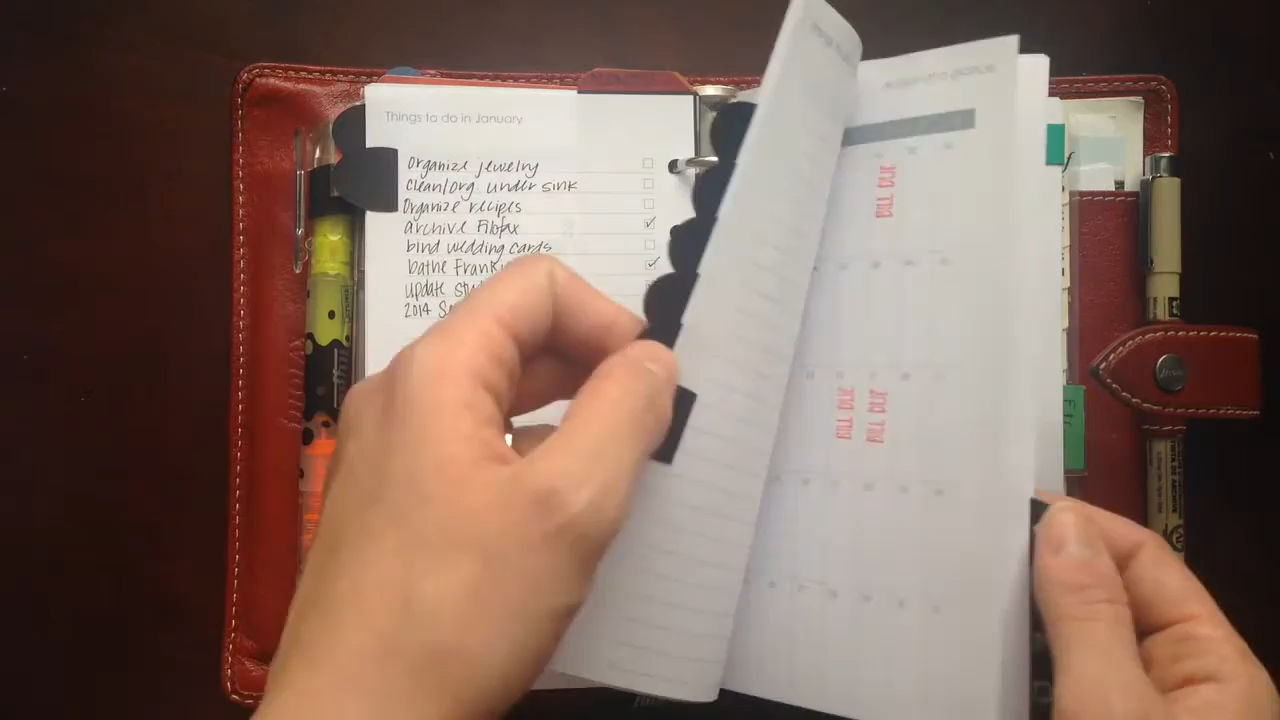 Things to do in January
organize jewelry
clean/org under sink
organize recipes
archive Filofax
bind wedding cards
bathe
update
2014
BILL DUE
BILL DUE
BILL DUE